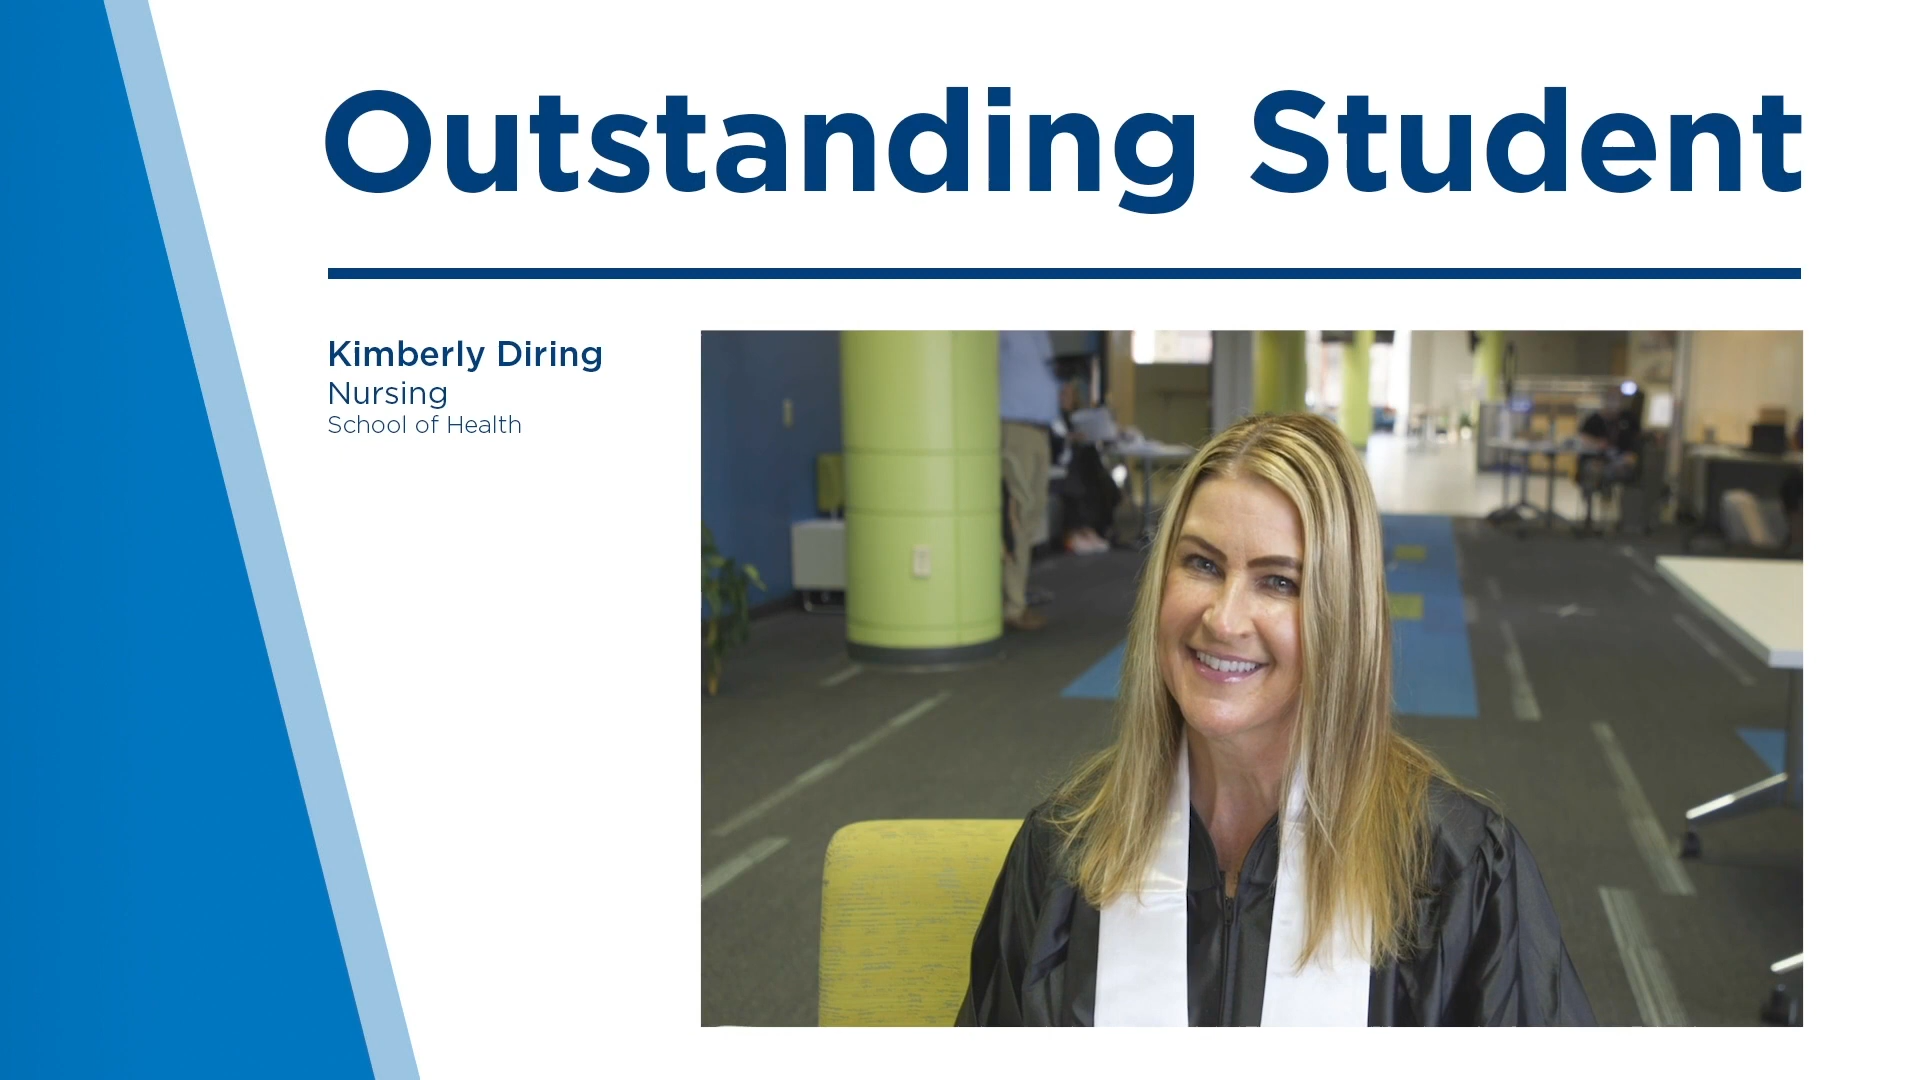 Outstanding Student
Kimberly Diring
Nursing
School of Health